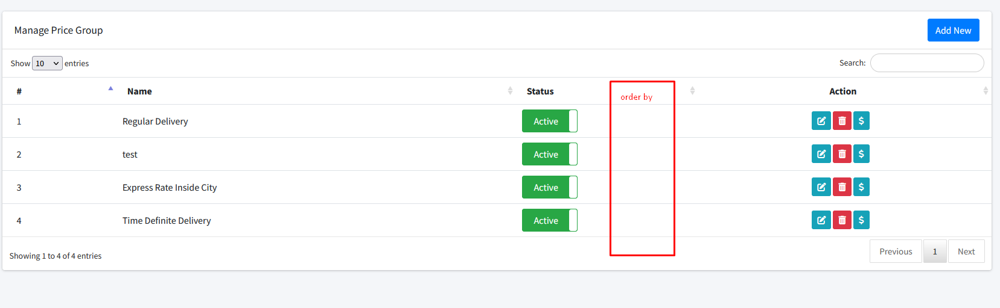 Manage Price Group
Add New
Show 10 entries
Search:
# Name Status order by Action
1 Regular Delivery Active $
2 test Active $
3 Express Rate Inside City Active $
4 Time Definite Delivery Active $
Showing 1 to 4 of 4 entries
Previous 1 Next